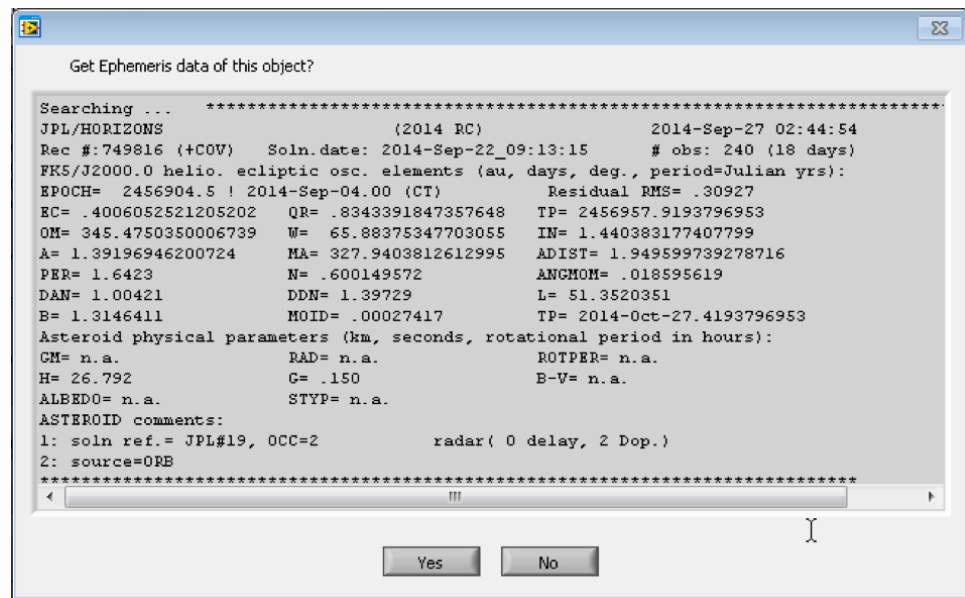 Get Ephemeris data of this object?
Searching ... ***********************************************************************
JPL/HORIZONS (2014 RC) 2014-Sep-27 02:44:54
Rec #:749816 (+COV) Soln.date: 2014-Sep-22_09:13:15 # obs: 240 (18 days)
FK5/J2000.0 helio. ecliptic osc. elements (au, days, deg., period=Julian yrs):
EPOCH= 2456904.5 ! 2014-Sep-04.00 (CT) Residual RMS= .30927
EC= .4006052521205202 QR= .8343391847357648 TP= 2456957.9193796953
OM= 345.4750350006739 W= 65.88375347703055 IN= 1.440383177407799
A= 1.39196946200724 MA= 327.9403812612995 ADIST= 1.949599739278716
PER= 1.6423 N= .600149572 ANGMOM= .018595619
DAN= 1.00421 DDN= 1.39729 L= 51.3520351
B= 1.3146411 MOID= .00027417 TP= 2014-Oct-27.4193796953
Asteroid physical parameters (km, seconds, rotational period in hours):
GM= n.a. RAD= n.a. ROTPER= n.a.
H= 26.792 G= .150 B-V= n.a.
ALBEDO= n.a. STYP= n.a.
ASTEROID comments:
1: soln ref.= JPL#19, OCC=2 radar( 0 delay, 2 Dop.)
2: source=ORB
*******************************************************************************
Yes No